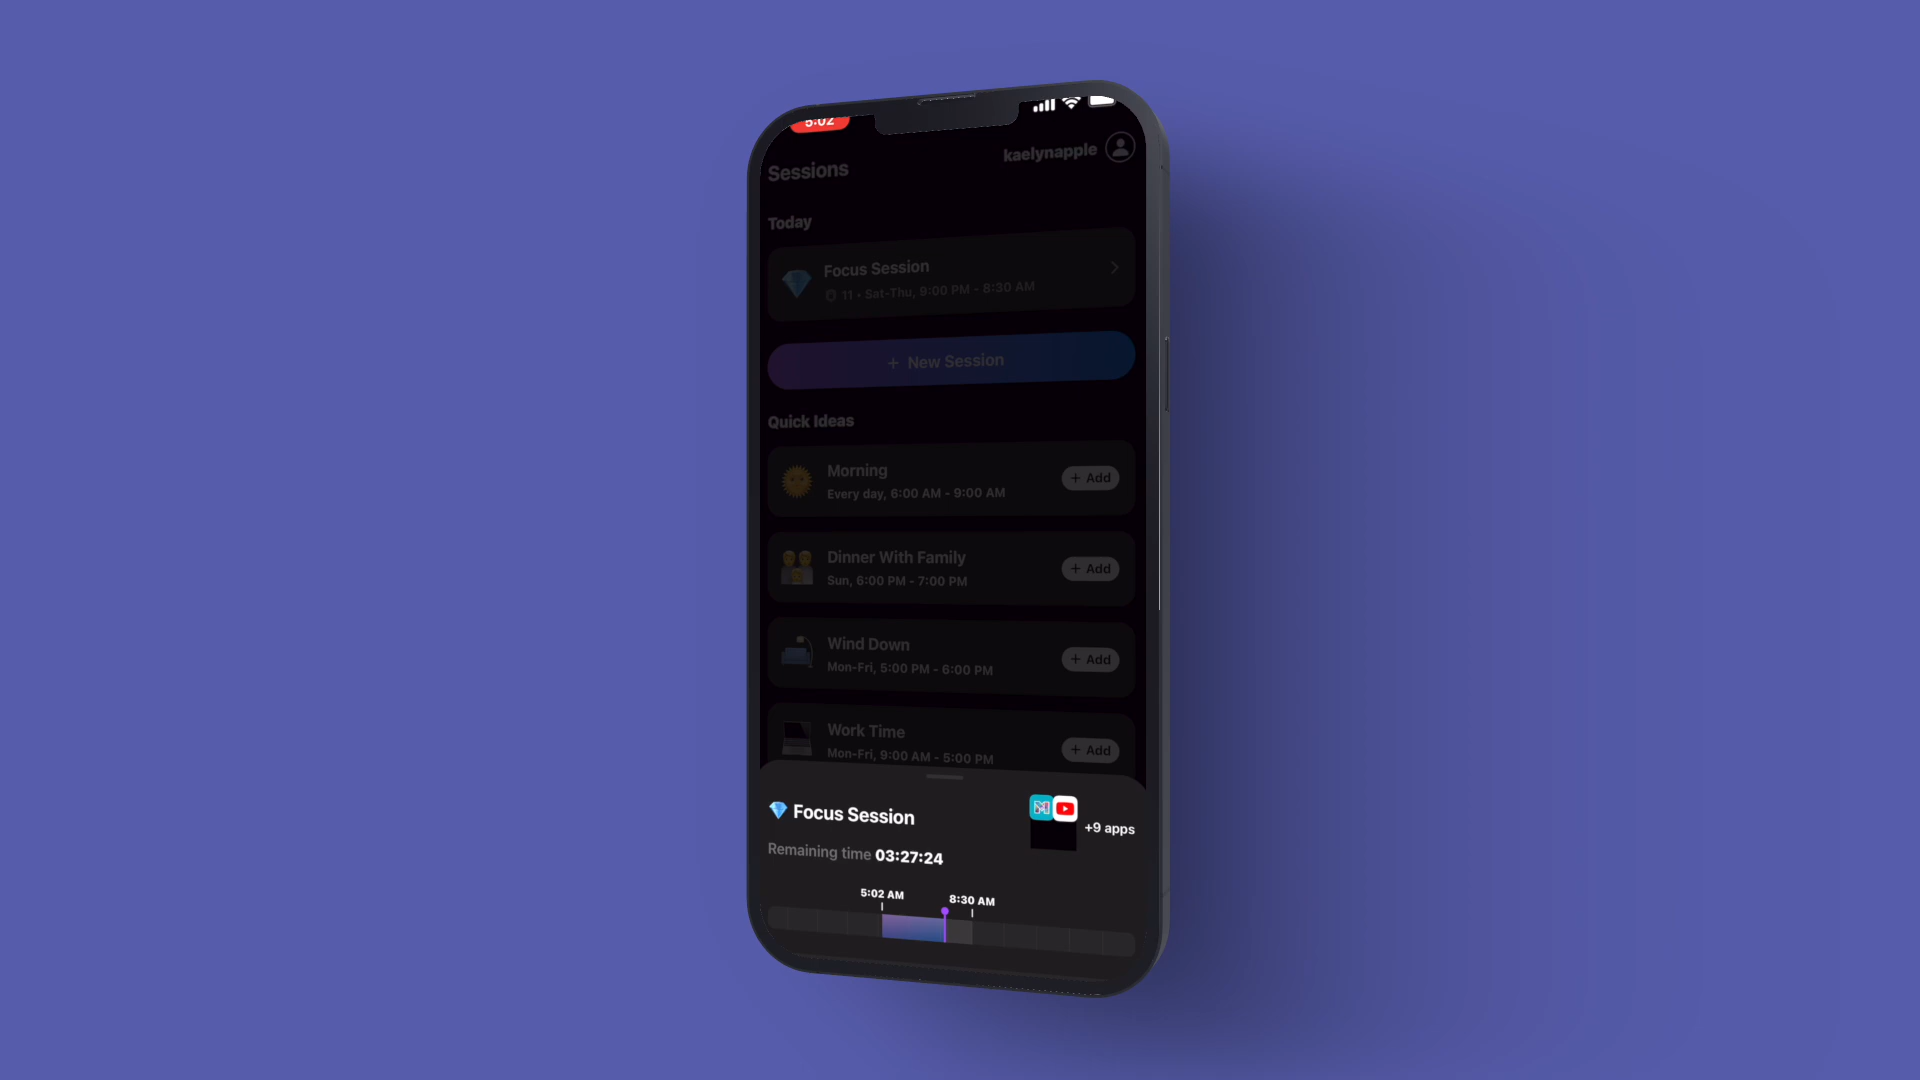 5:02
kaelynapple
Sessions
Today
Focus Session
11 • Sat-Thu, 9:00 PM - 8:30 AM
+ New Session
Quick Ideas
Morning
Every day, 6:00 AM - 9:00 AM
+ Add
Dinner With Family
Sun, 6:00 PM - 7:00 PM
+ Add
Wind Down
Mon-Fri, 5:00 PM - 6:00 PM
+ Add
Work Time
Mon-Fri, 9:00 AM - 5:00 PM
+ Add
Focus Session
+9 apps
Remaining time 03:27:24
5:02 AM
8:30 AM